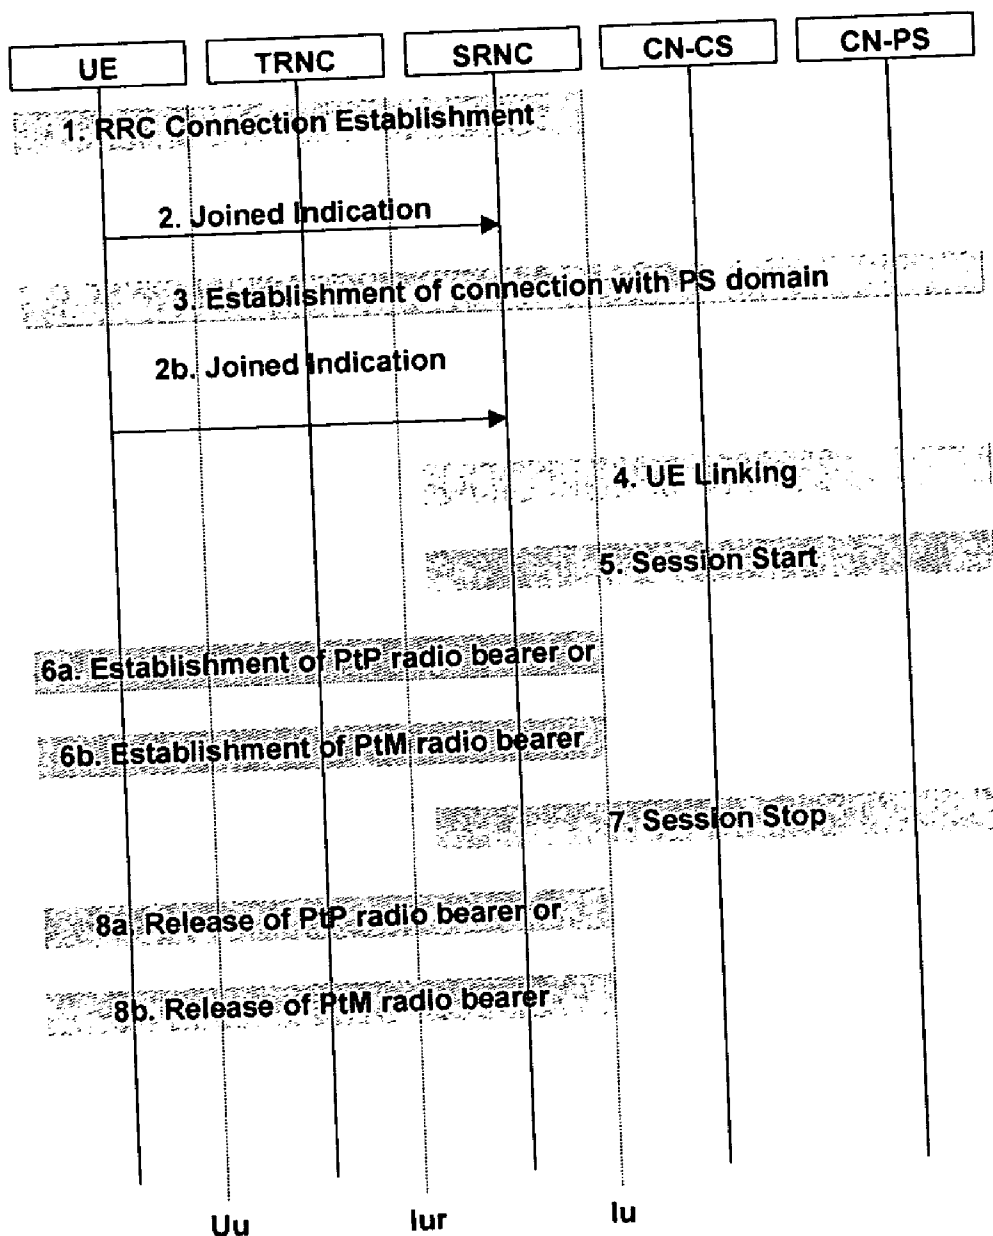 UE
TRNC
SRNC
CN-CS
CN-PS
1. RRC Connection Establishment
2. Joined Indication
3. Establishment of connection with PS domain
2b. Joined Indication
4. UE Linking
5. Session Start
6a. Establishment of PtP radio bearer or
6b. Establishment of PtM radio bearer
7. Session Stop
8a. Release of PtP radio bearer or
8b. Release of PtM radio bearer
Uu
Iur
Iu